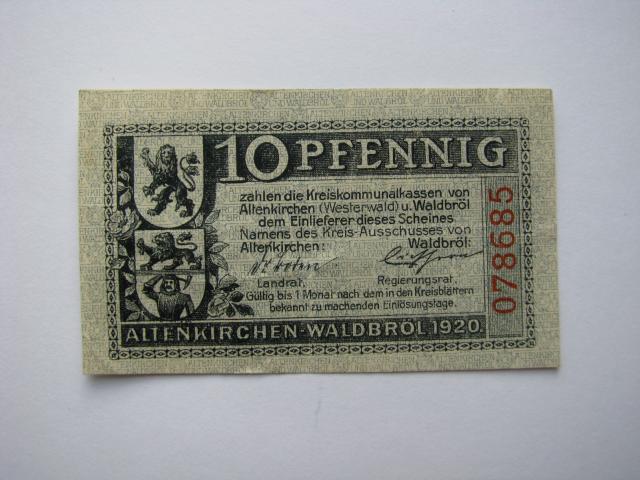 10 PFENNIG
zahlen die Kreiskommunalkassen von
Altenkirchen (Westerwald) u. Waldbröl
dem Einlieferer dieses Scheines
Namens des Kreis-Ausschusses von
Altenkirchen: Waldbröl:
Landrat. Regierungsrat.
Gültig bis 1 Monat nach dem in den Kreisblättern
bekannt zu machenden Einlösungstage.
ALTENKIRCHEN-WALDBRÖL 1920.
078685